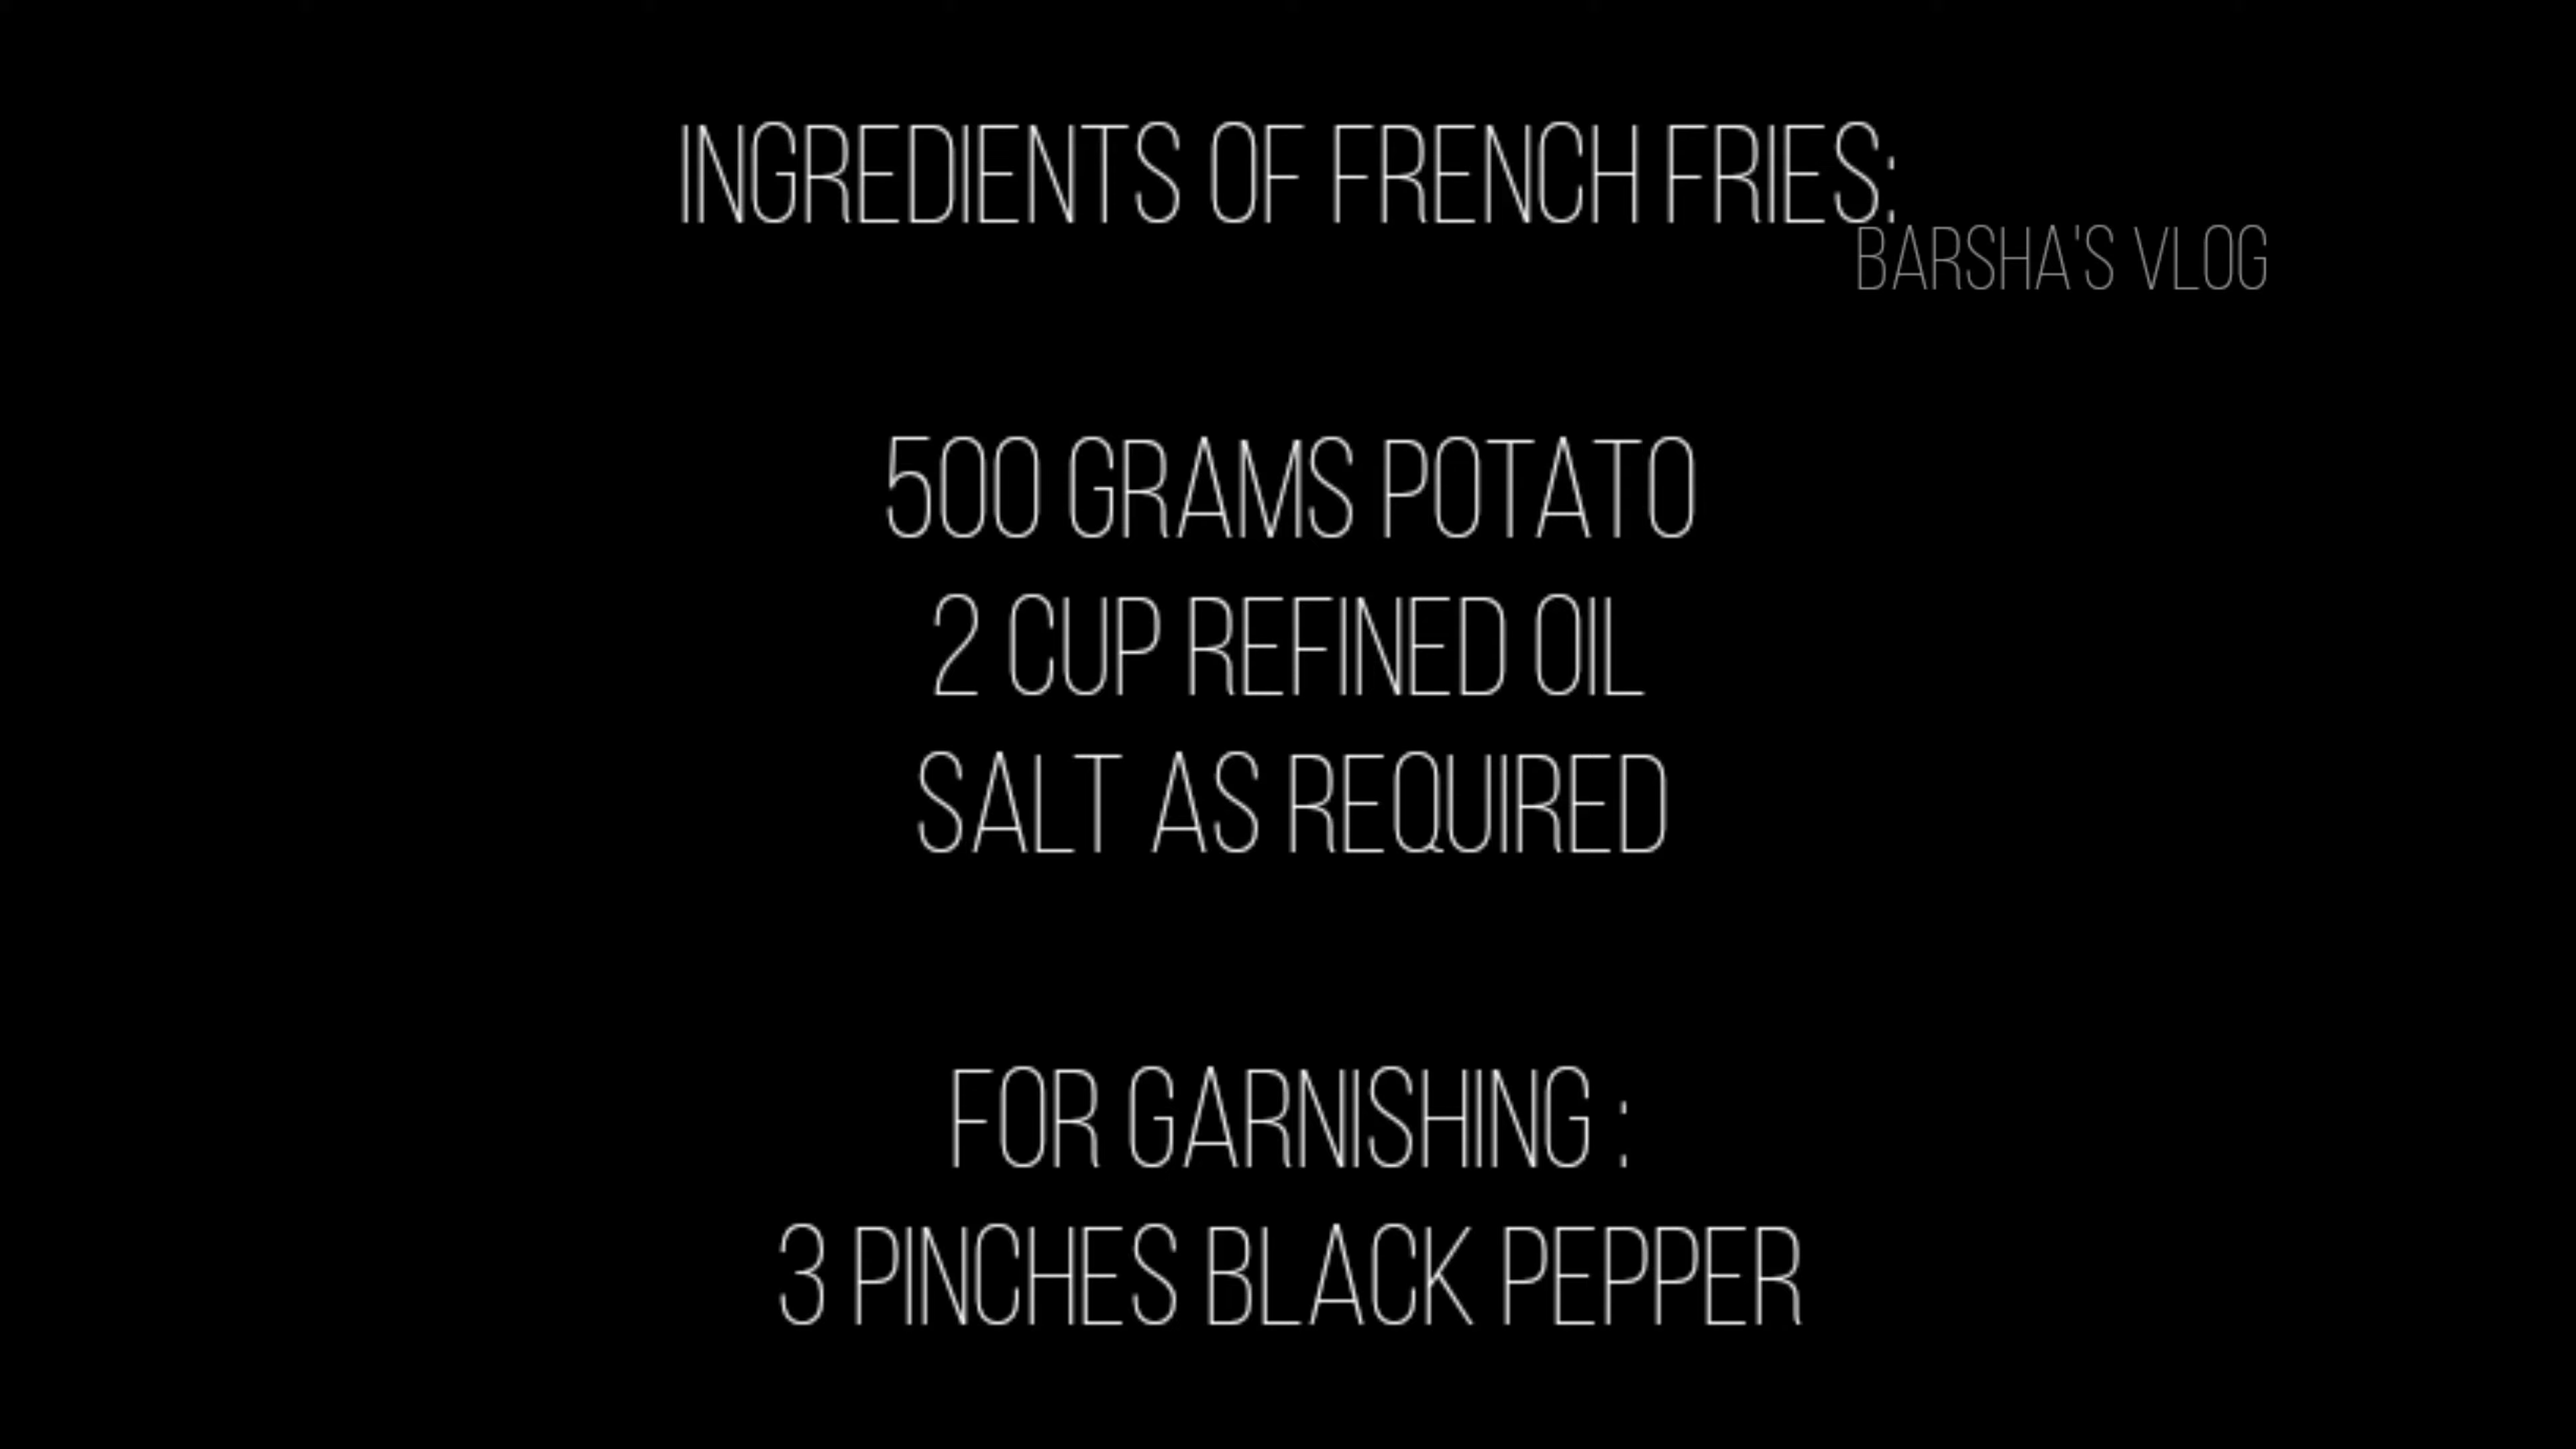 INGREDIENTS OF FRENCH FRIES:
BARSHA'S VLOG
500 GRAMS POTATO
2 CUP REFINED OIL
SALT AS REQUIRED
FOR GARNISHING :
3 PINCHES BLACK PEPPER